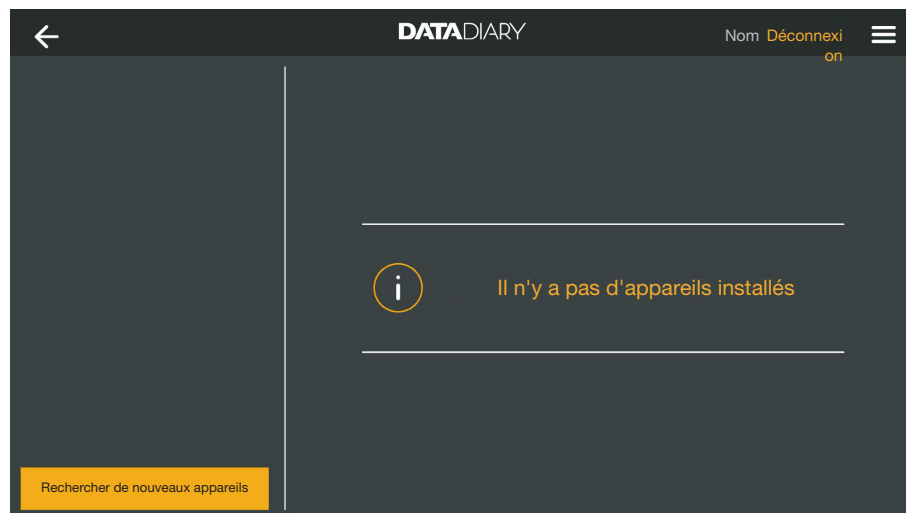 DATADIARY
Nom Déconnexi
on
Il n'y a pas d'appareils installés
Rechercher de nouveaux appareils